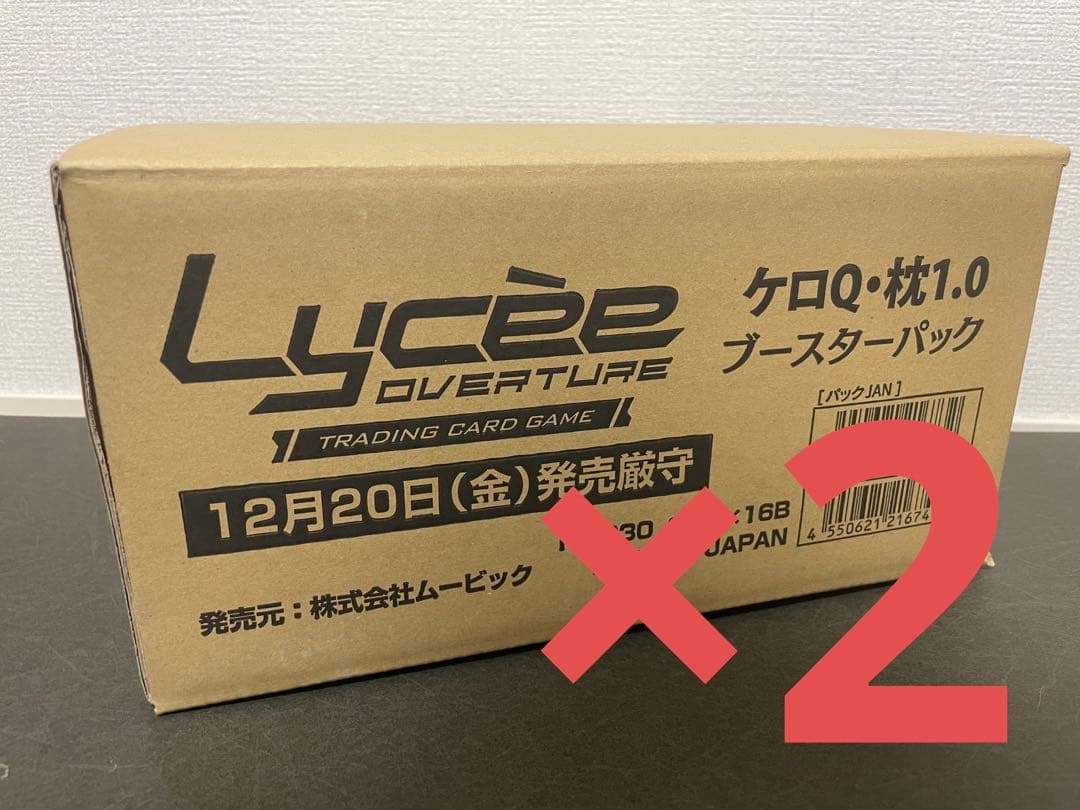 Lycèe
OVERTURE
TRADING CARD GAME
12月20日(金)発売厳守
発売元:株式会社ムービック
ケロQ・枕1.0
ブースターパック
[パックJAN]
4 550621 21674
×16B
JAPAN
×2